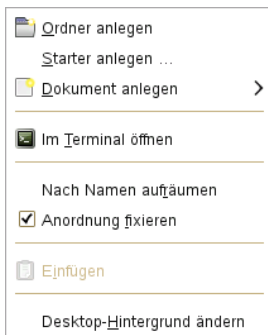 Ordner anlegen
Starter anlegen ...
Dokument anlegen
Im Terminal öffnen
Nach Namen aufräumen
Anordnung fixieren
Einfügen
Desktop-Hintergrund ändern